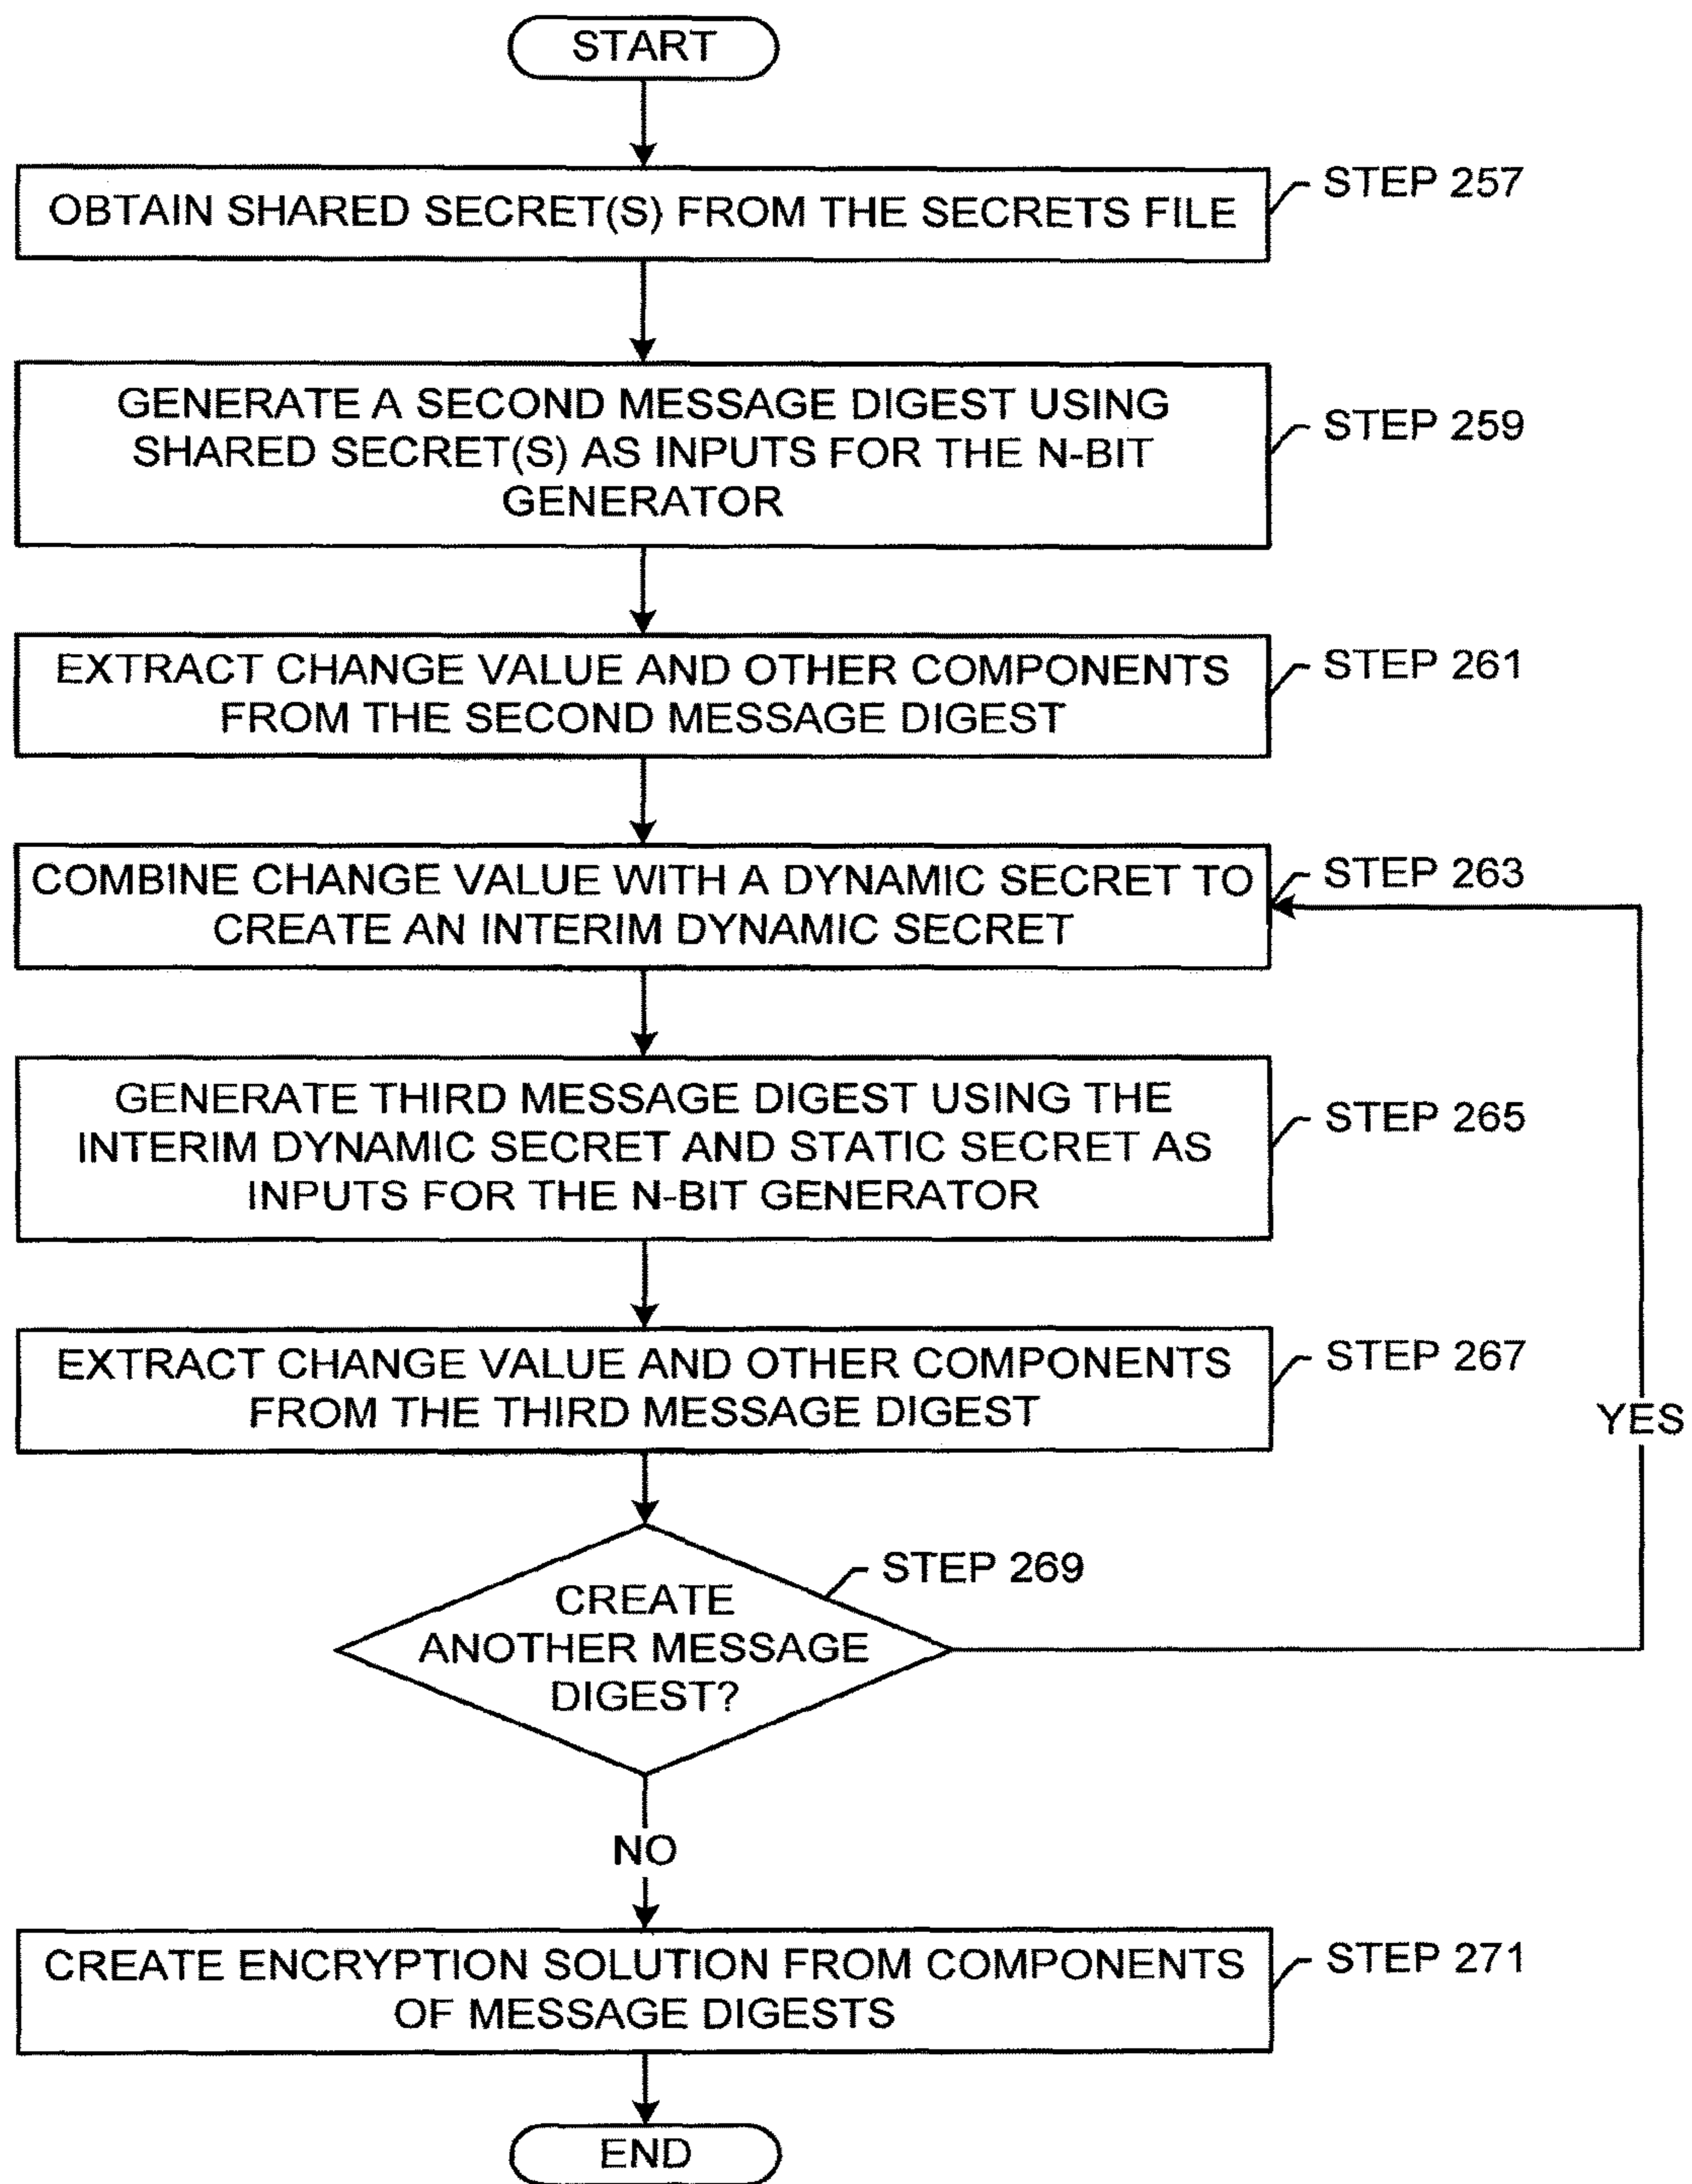 START
OBTAIN SHARED SECRET(S) FROM THE SECRETS FILE
STEP 257
GENERATE A SECOND MESSAGE DIGEST USING
SHARED SECRET(S) AS INPUTS FOR THE N-BIT
GENERATOR
STEP 259
EXTRACT CHANGE VALUE AND OTHER COMPONENTS
FROM THE SECOND MESSAGE DIGEST
STEP 261
COMBINE CHANGE VALUE WITH A DYNAMIC SECRET TO
CREATE AN INTERIM DYNAMIC SECRET
STEP 263
GENERATE THIRD MESSAGE DIGEST USING THE
INTERIM DYNAMIC SECRET AND STATIC SECRET AS
INPUTS FOR THE N-BIT GENERATOR
STEP 265
EXTRACT CHANGE VALUE AND OTHER COMPONENTS
FROM THE THIRD MESSAGE DIGEST
STEP 267
YES
STEP 269
CREATE
ANOTHER MESSAGE
DIGEST?
NO
CREATE ENCRYPTION SOLUTION FROM COMPONENTS
OF MESSAGE DIGESTS
STEP 271
END